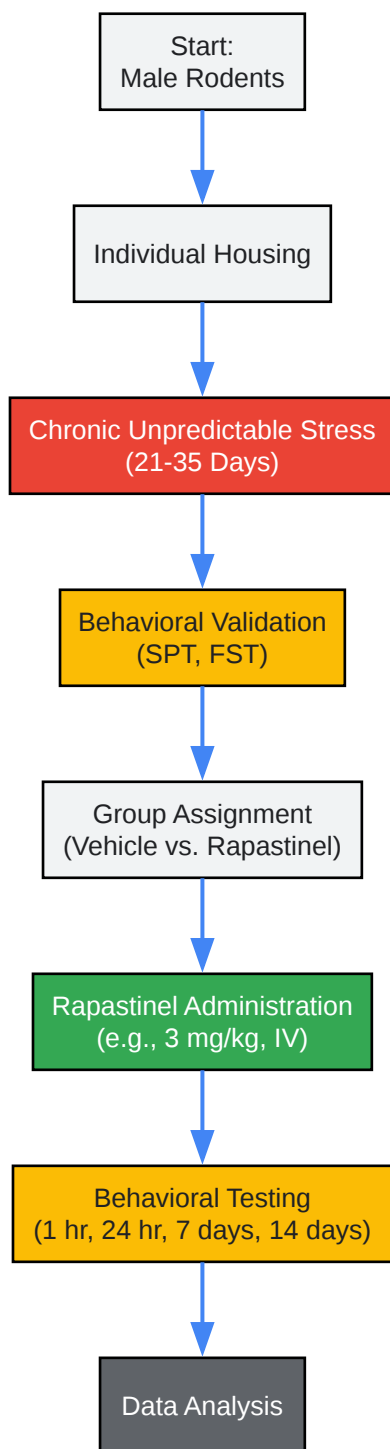 Start:
Male Rodents
Individual Housing
Chronic Unpredictable Stress
(21-35 Days)
Behavioral Validation
(SPT, FST)
Group Assignment
(Vehicle vs. Rapastinel)
Rapastinel Administration
(e.g., 3 mg/kg, IV)
Behavioral Testing
(1 hr, 24 hr, 7 days, 14 days)
Data Analysis